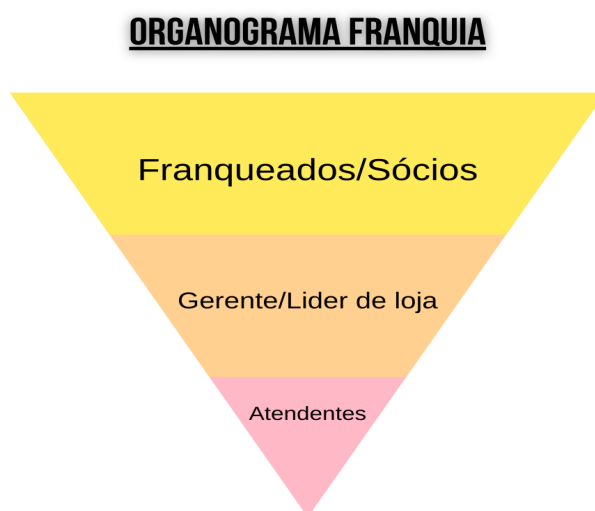 ORGANOGRAMA FRANQUIA
Franqueados/Sócios
Gerente/Lider de loja
Atendentes